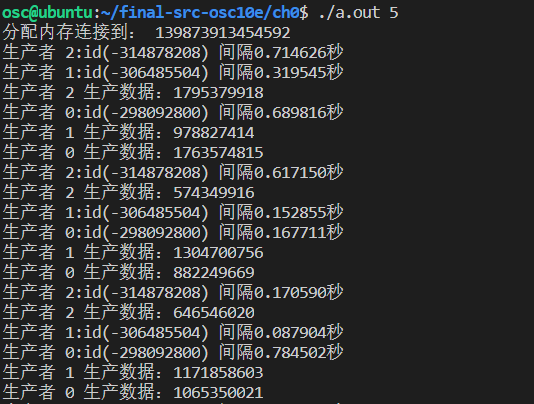 osc@ubuntu:~/final-src-osc10e/ch0$ ./a.out 5
分配内存连接到： 139873913454592
生产者 2:id(-314878208) 间隔0.714626秒
生产者 1:id(-306485504) 间隔0.319545秒
生产者 2 生产数据：1795379918
生产者 0:id(-298092800) 间隔0.689816秒
生产者 1 生产数据：978827414
生产者 0 生产数据：1763574815
生产者 2:id(-314878208) 间隔0.617150秒
生产者 2 生产数据：574349916
生产者 1:id(-306485504) 间隔0.152855秒
生产者 0:id(-298092800) 间隔0.167711秒
生产者 1 生产数据：1304700756
生产者 0 生产数据：882249669
生产者 2:id(-314878208) 间隔0.170590秒
生产者 2 生产数据：646546020
生产者 1:id(-306485504) 间隔0.087904秒
生产者 0:id(-298092800) 间隔0.784502秒
生产者 1 生产数据：1171858603
生产者 0 生产数据：1065350021